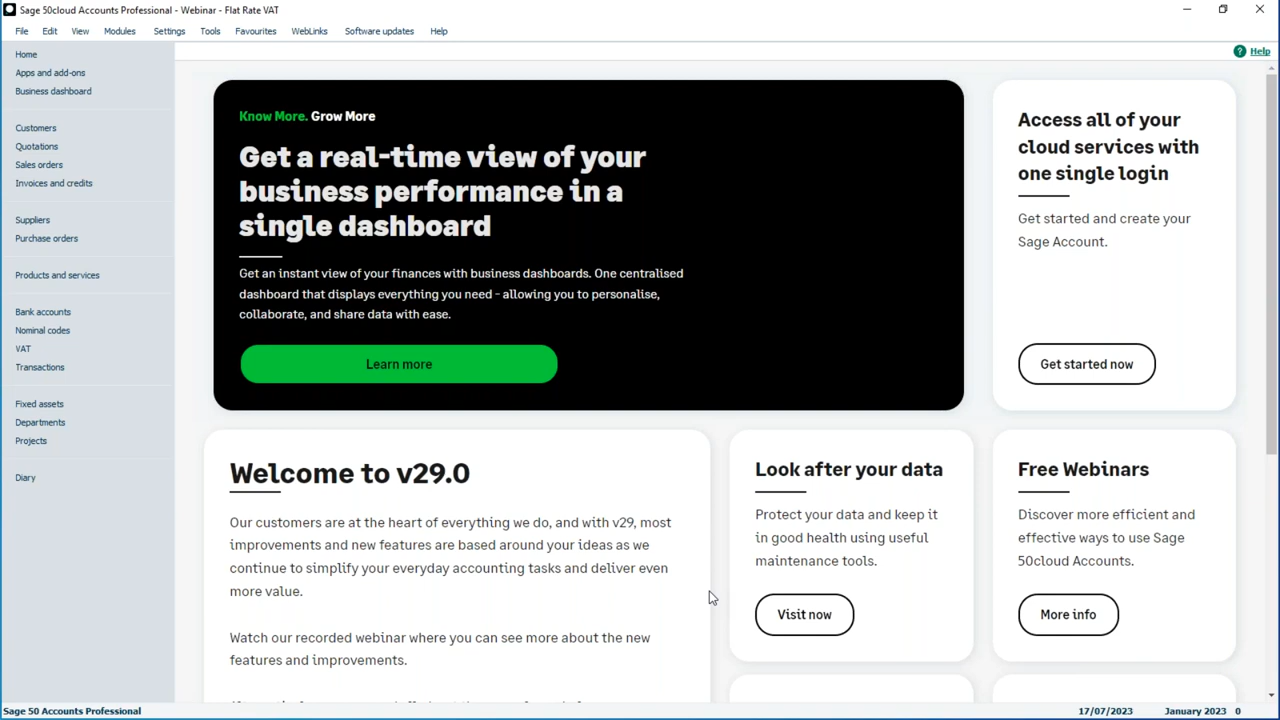 Sage 50cloud Accounts Professional - Webinar - Flat Rate VAT
File Edit View Modules Settings Tools Favourites WebLinks Software updates Help
? Help
Home
Apps and add-ons
Business dashboard
Customers
Quotations
Sales orders
Invoices and credits
Suppliers
Purchase orders
Products and services
Bank accounts
Nominal codes
VAT
Transactions
Fixed assets
Departments
Projects
Diary
Know More. Grow More
Get a real-time view of your
business performance in a
single dashboard
Get an instant view of your finances with business dashboards. One centralised
dashboard that displays everything you need - allowing you to personalise,
collaborate, and share data with ease.
Learn more
Access all of your
cloud services with
one single login
Get started and create your
Sage Account.
Get started now
Welcome to v29.0
Our customers are at the heart of everything we do, and with v29, most
improvements and new features are based around your ideas as we
continue to simplify your everyday accounting tasks and deliver even
more value.
Watch our recorded webinar where you can see more about the new
features and improvements.
Look after your data
Protect your data and keep it
in good health using useful
maintenance tools.
Visit now
Free Webinars
Discover more efficient and
effective ways to use Sage
50cloud Accounts.
More info
Sage 50 Accounts Professional
17/07/2023 January 2023 0